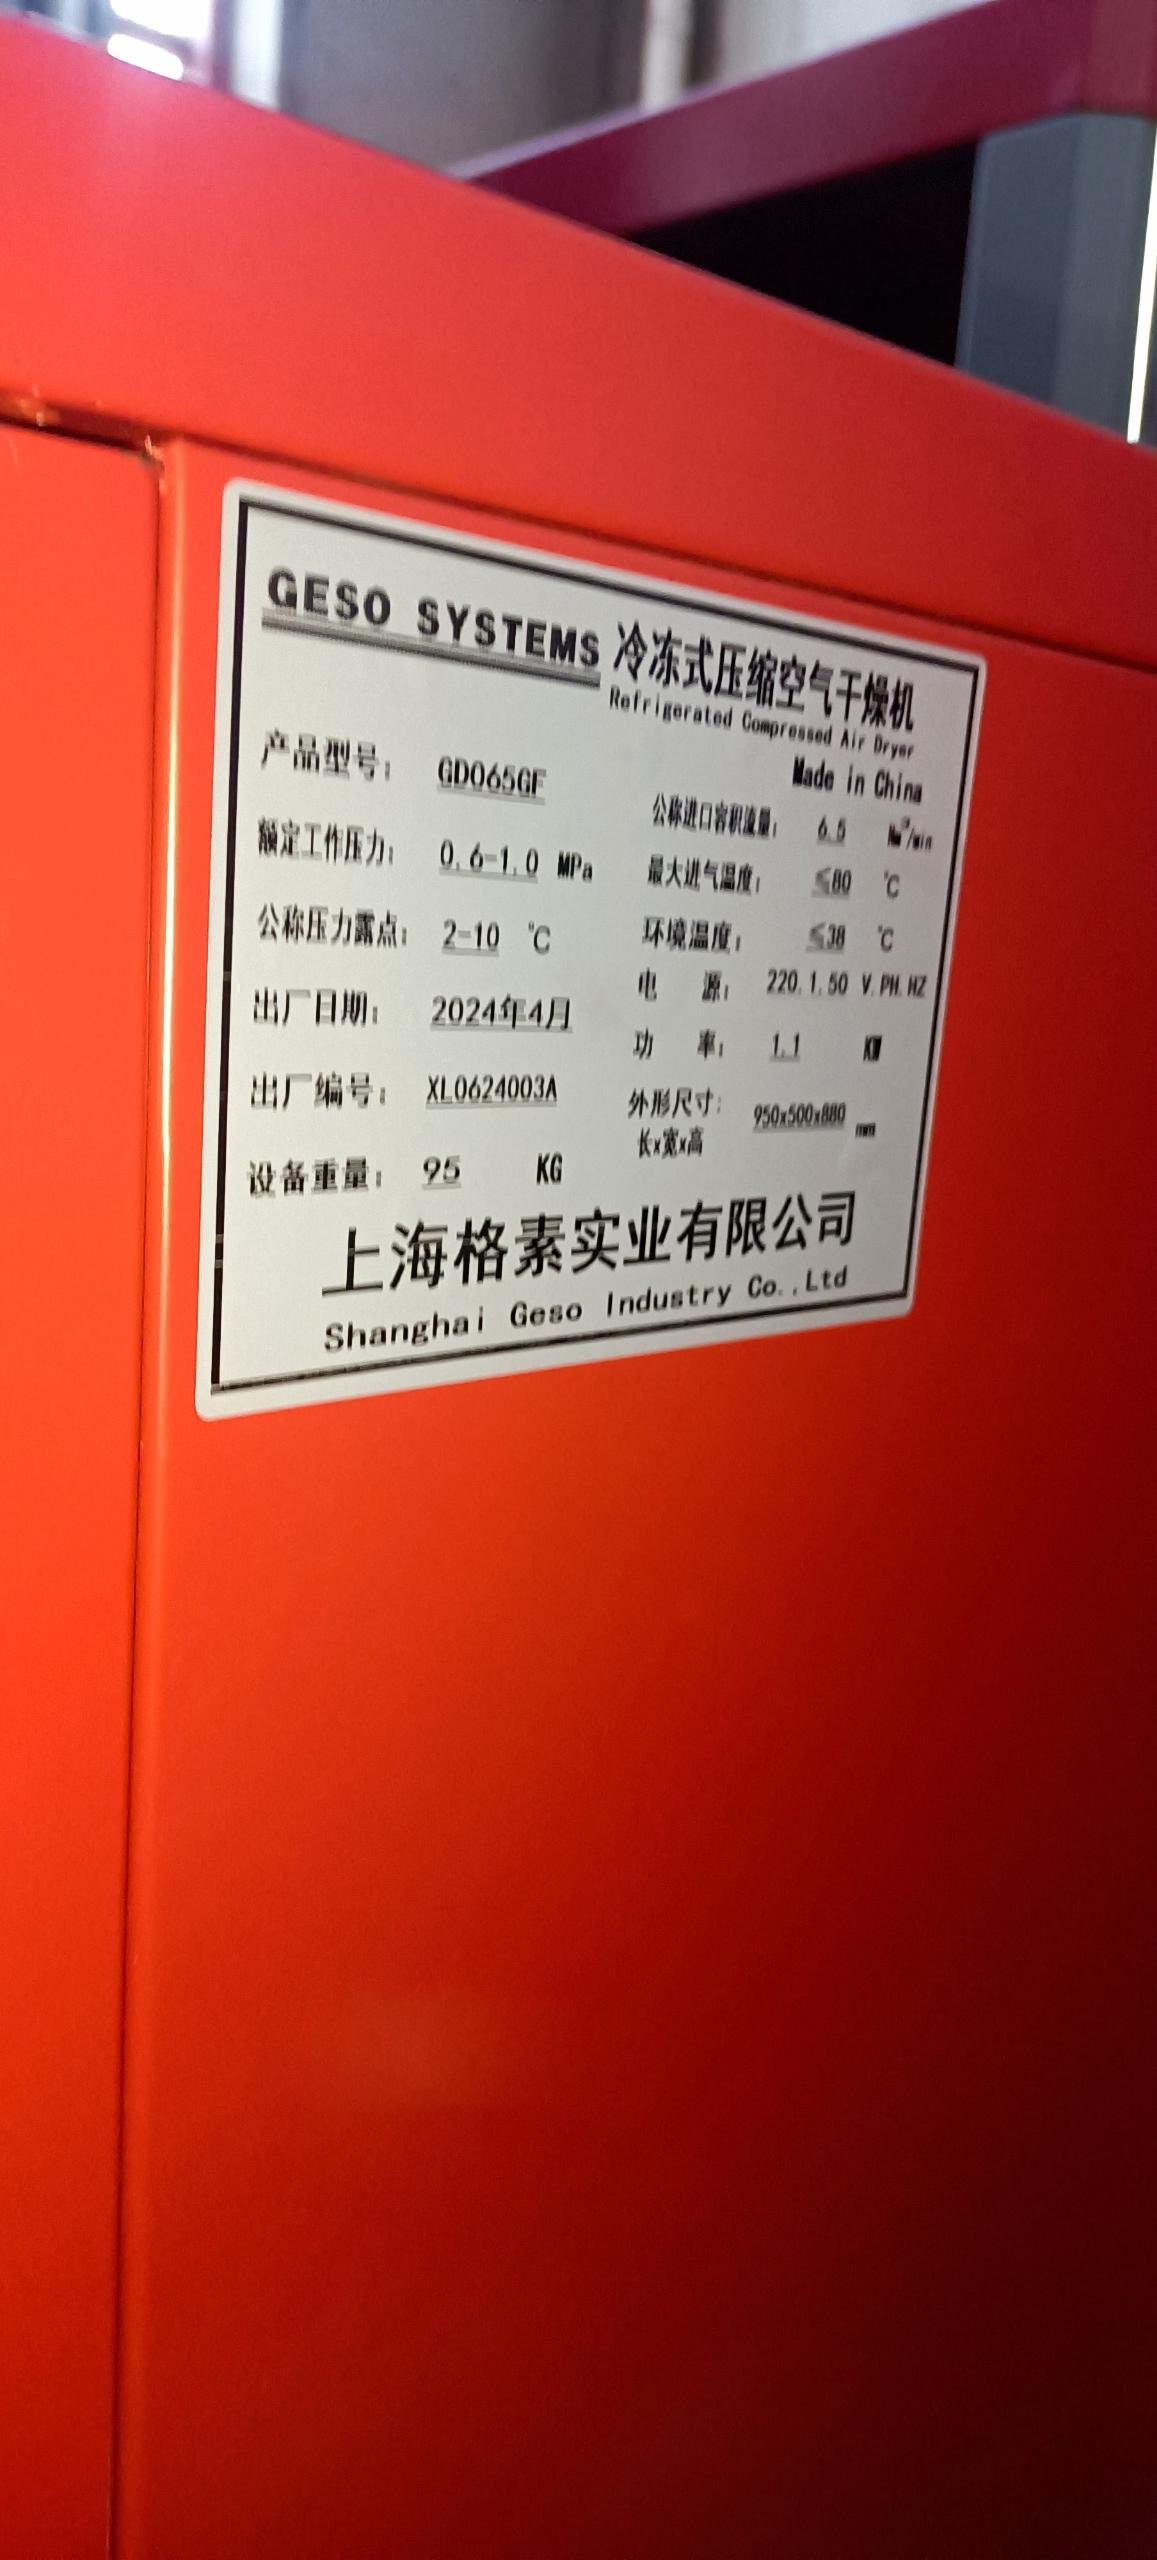 GESO SYSTEMS 冷冻式压缩空气干燥机
Refrigerated Compressed Air Dryer
Made in China
产品型号: GD065GF
额定工作压力: 0.6-1.0 MPa
公称压力露点: 2-10 ℃
出厂日期: 2024年4月
出厂编号: XL0624003A
设备重量: 95 KG
公称进口容积流量: 6.5 Nm³/min
最大进气温度: ≤80 ℃
环境温度: ≤38 ℃
电 源: 220.1.50 V.PH.HZ
功 率: 1.1 KW
外形尺寸: 950x500x880 mm
长x宽x高
上海格素实业有限公司
Shanghai Geso Industry Co.,Ltd